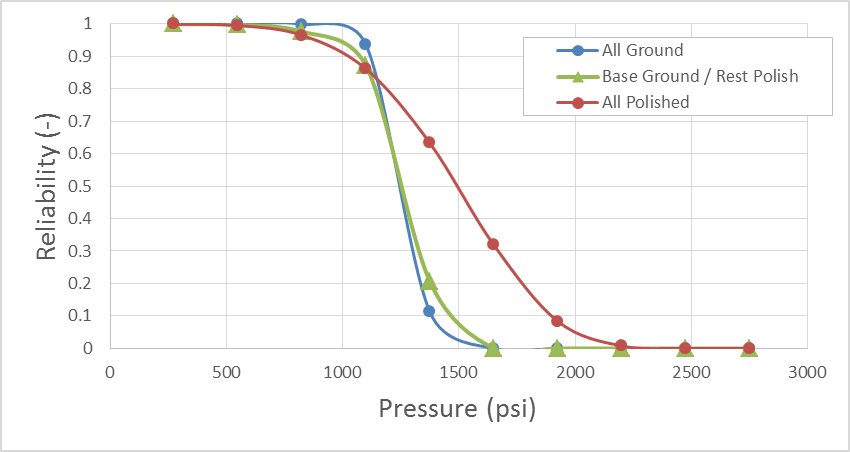 1
0.9
0.8
0.7
0.6
0.5
0.4
0.3
0.2
0.1
0
Reliability (-)
All Ground
Base Ground / Rest Polish
All Polished
0 500 1000 1500 2000 2500 3000
Pressure (psi)